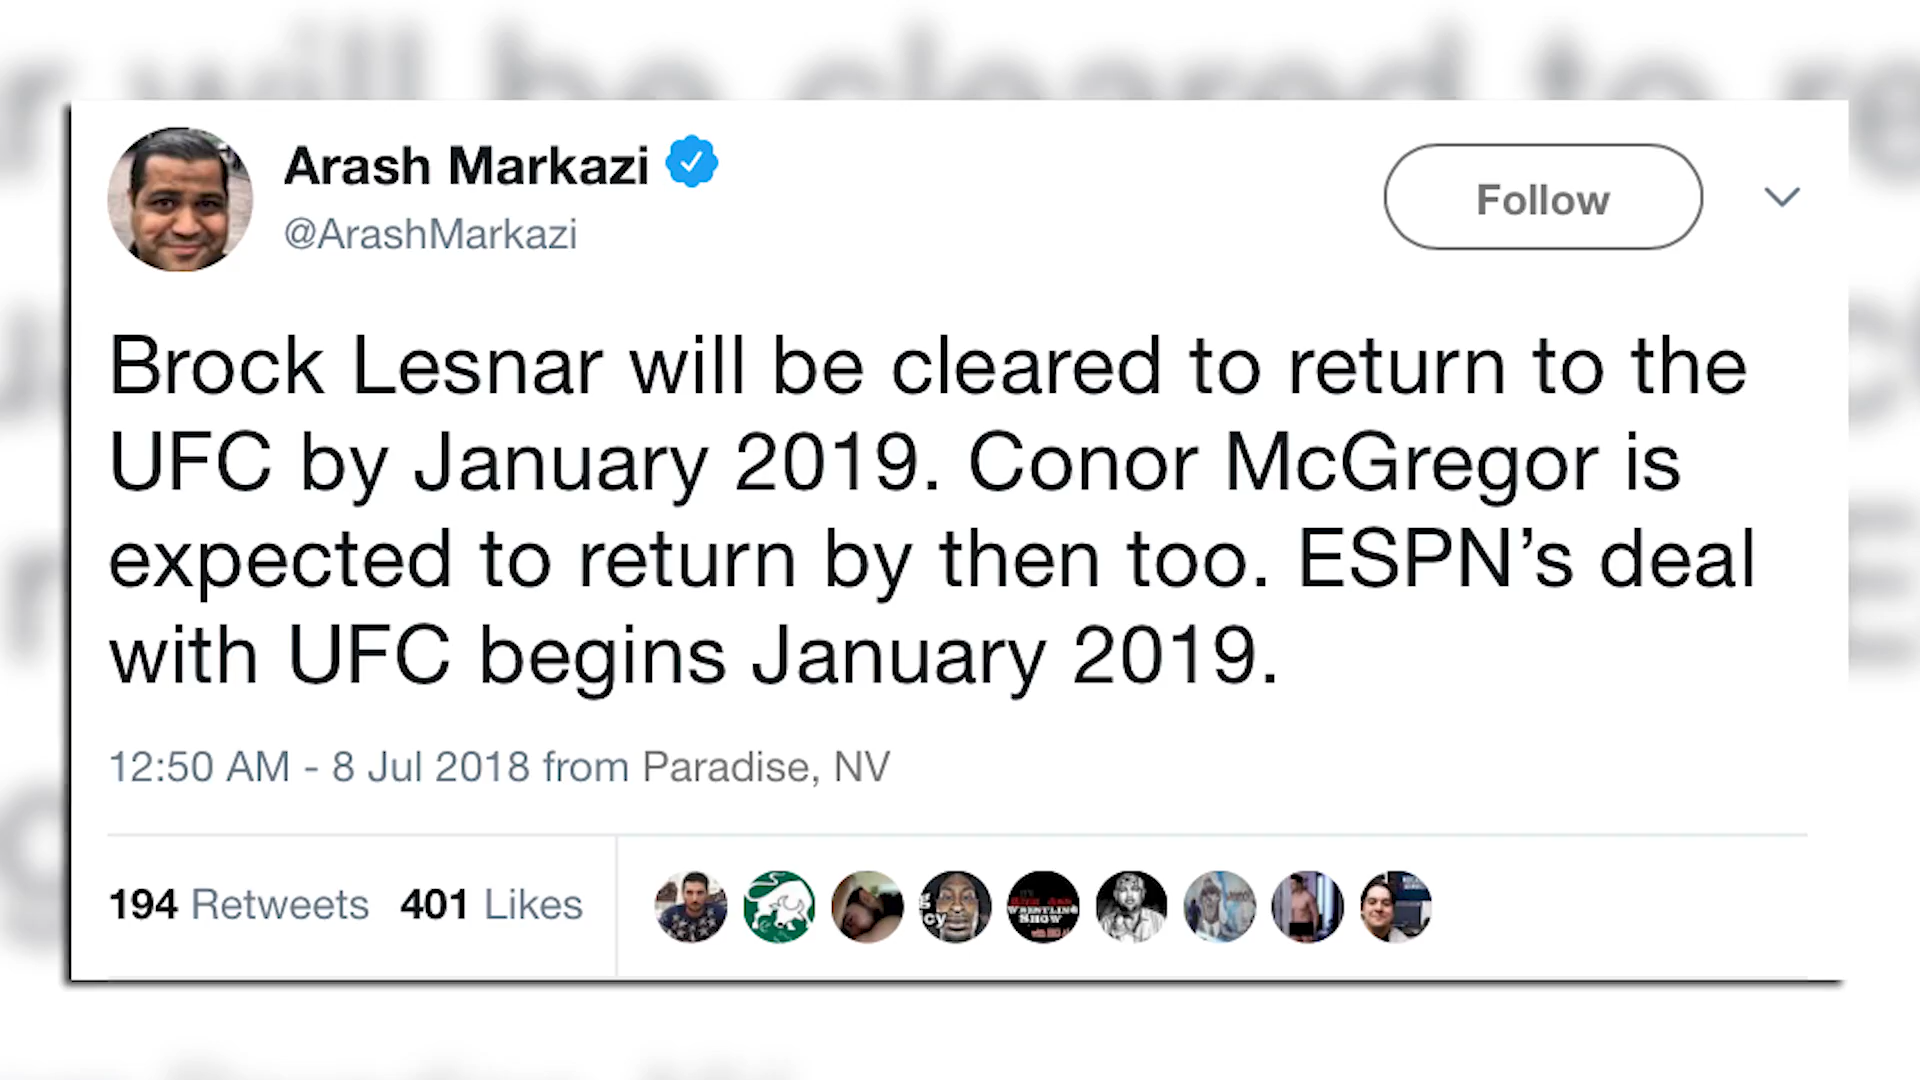 Arash Markazi
@ArashMarkazi
Follow
Brock Lesnar will be cleared to return to the
UFC by January 2019. Conor McGregor is
expected to return by then too. ESPN’s deal
with UFC begins January 2019.
12:50 AM - 8 Jul 2018 from Paradise, NV
194 Retweets 401 Likes
WRESTLING
SHOW